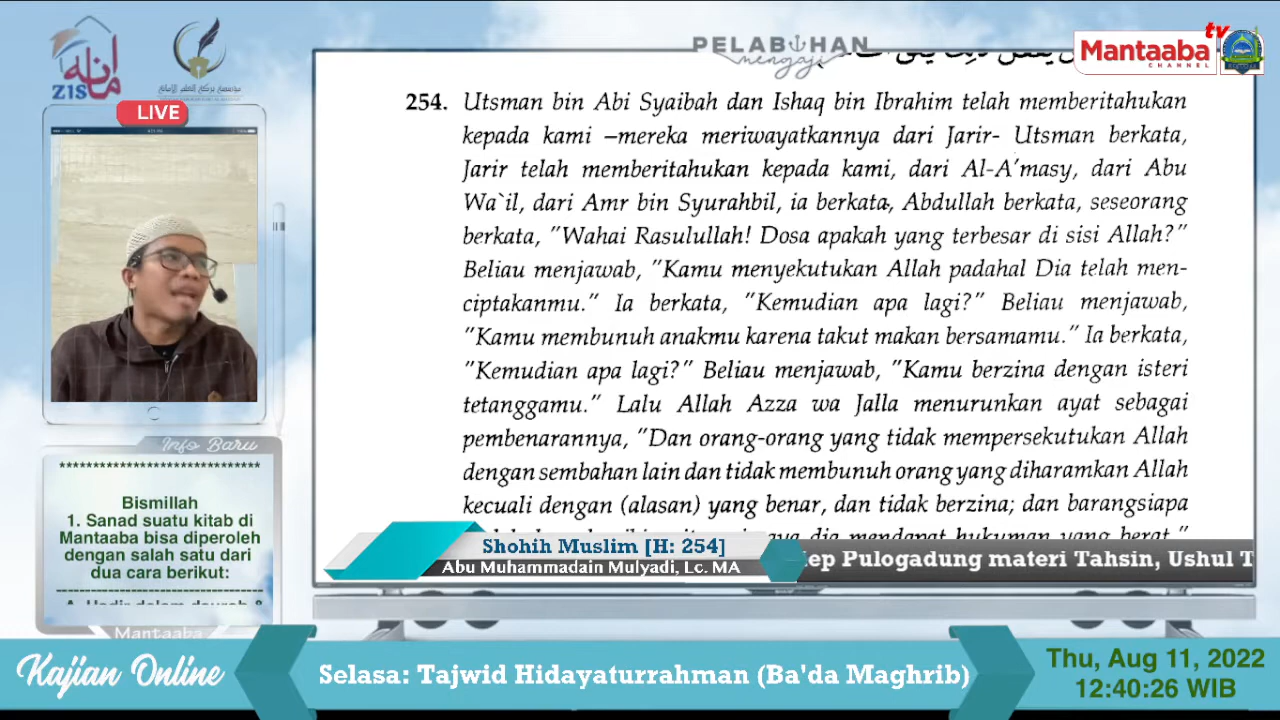 PELABUHAN
mengaji
Mantaaba tv
CHANNEL
ZIS
LIVE
254. Utsman bin Abi Syaibah dan Ishaq bin Ibrahim telah memberitahukan
kepada kami –mereka meriwayatkannya dari Jarir- Utsman berkata,
Jarir telah memberitahukan kepada kami, dari Al-A'masy, dari Abu
Wa`il, dari Amr bin Syurahbil, ia berkata, Abdullah berkata, seseorang
berkata, "Wahai Rasulullah! Dosa apakah yang terbesar di sisi Allah?"
Beliau menjawab, "Kamu menyekutukan Allah padahal Dia telah men-
ciptakanmu." Ia berkata, "Kemudian apa lagi?" Beliau menjawab,
"Kamu membunuh anakmu karena takut makan bersamamu." Ia berkata,
"Kemudian apa lagi?" Beliau menjawab, "Kamu berzina dengan isteri
tetanggamu." Lalu Allah Azza wa Jalla menurunkan ayat sebagai
pembenarannya, "Dan orang-orang yang tidak mempersekutukan Allah
dengan sembahan lain dan tidak membunuh orang yang diharamkan Allah
kecuali dengan (alasan) yang benar, dan tidak berzina; dan barangsiapa
dia mendapat hukuman yang berat."
Info Baru
******************************
Bismillah
1. Sanad suatu kitab di
Mantaaba bisa diperoleh
dengan salah satu dari
dua cara berikut:
Mantaaba
Shohih Muslim [H: 254]
Abu Muhammadain Mulyadi, Lc. MA
Pulogadung materi Tahsin, Ushul
Kajian Online
Selasa: Tajwid Hidayaturrahman (Ba'da Maghrib)
Thu, Aug 11, 2022
12:40:26 WIB